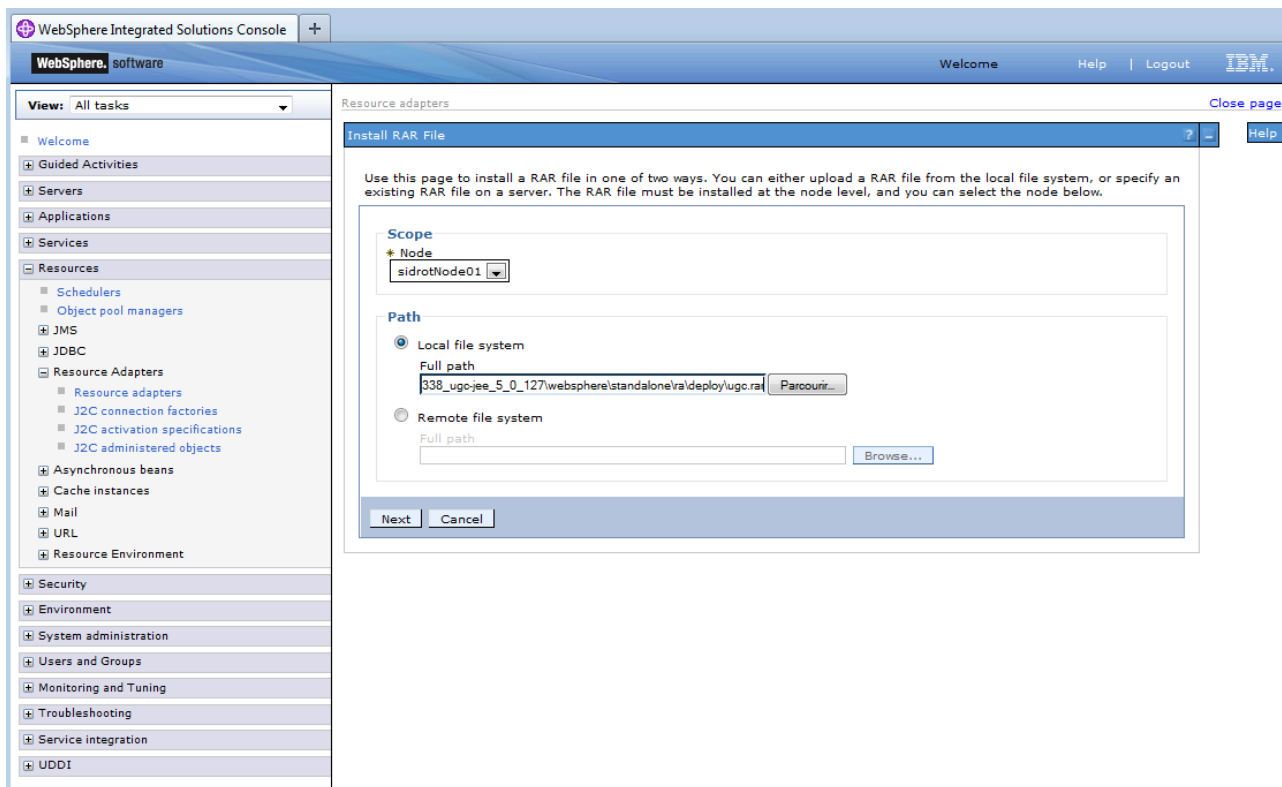 WebSphere Integrated Solutions Console
WebSphere. software
Welcome Help | Logout IBM.
View: All tasks
Welcome
Guided Activities
Servers
Applications
Services
Resources
Schedulers
Object pool managers
JMS
JDBC
Resource Adapters
Resource adapters
J2C connection factories
J2C activation specifications
J2C administered objects
Asynchronous beans
Cache instances
Mail
URL
Resource Environment
Security
Environment
System administration
Users and Groups
Monitoring and Tuning
Troubleshooting
Service integration
UDDI
Resource adapters
Close page
Install RAR File ?
Help
Use this page to install a RAR file in one of two ways. You can either upload a RAR file from the local file system, or specify an
existing RAR file on a server. The RAR file must be installed at the node level, and you can select the node below.
Scope
* Node
sidrotNode01
Path
Local file system
Full path
338_ugc-jee_5_0_127\websphere\standalone\ra\deploy\ugc.rar Parcourir...
Remote file system
Full path
Browse...
Next Cancel